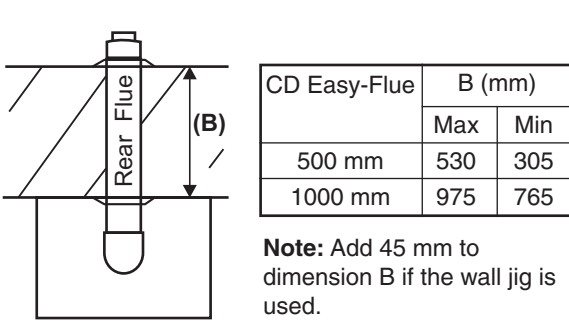 Rear Flue
(B)
CD Easy-Flue B (mm)
Max Min
500 mm 530 305
1000 mm 975 765
Note: Add 45 mm to
dimension B if the wall jig is
used.